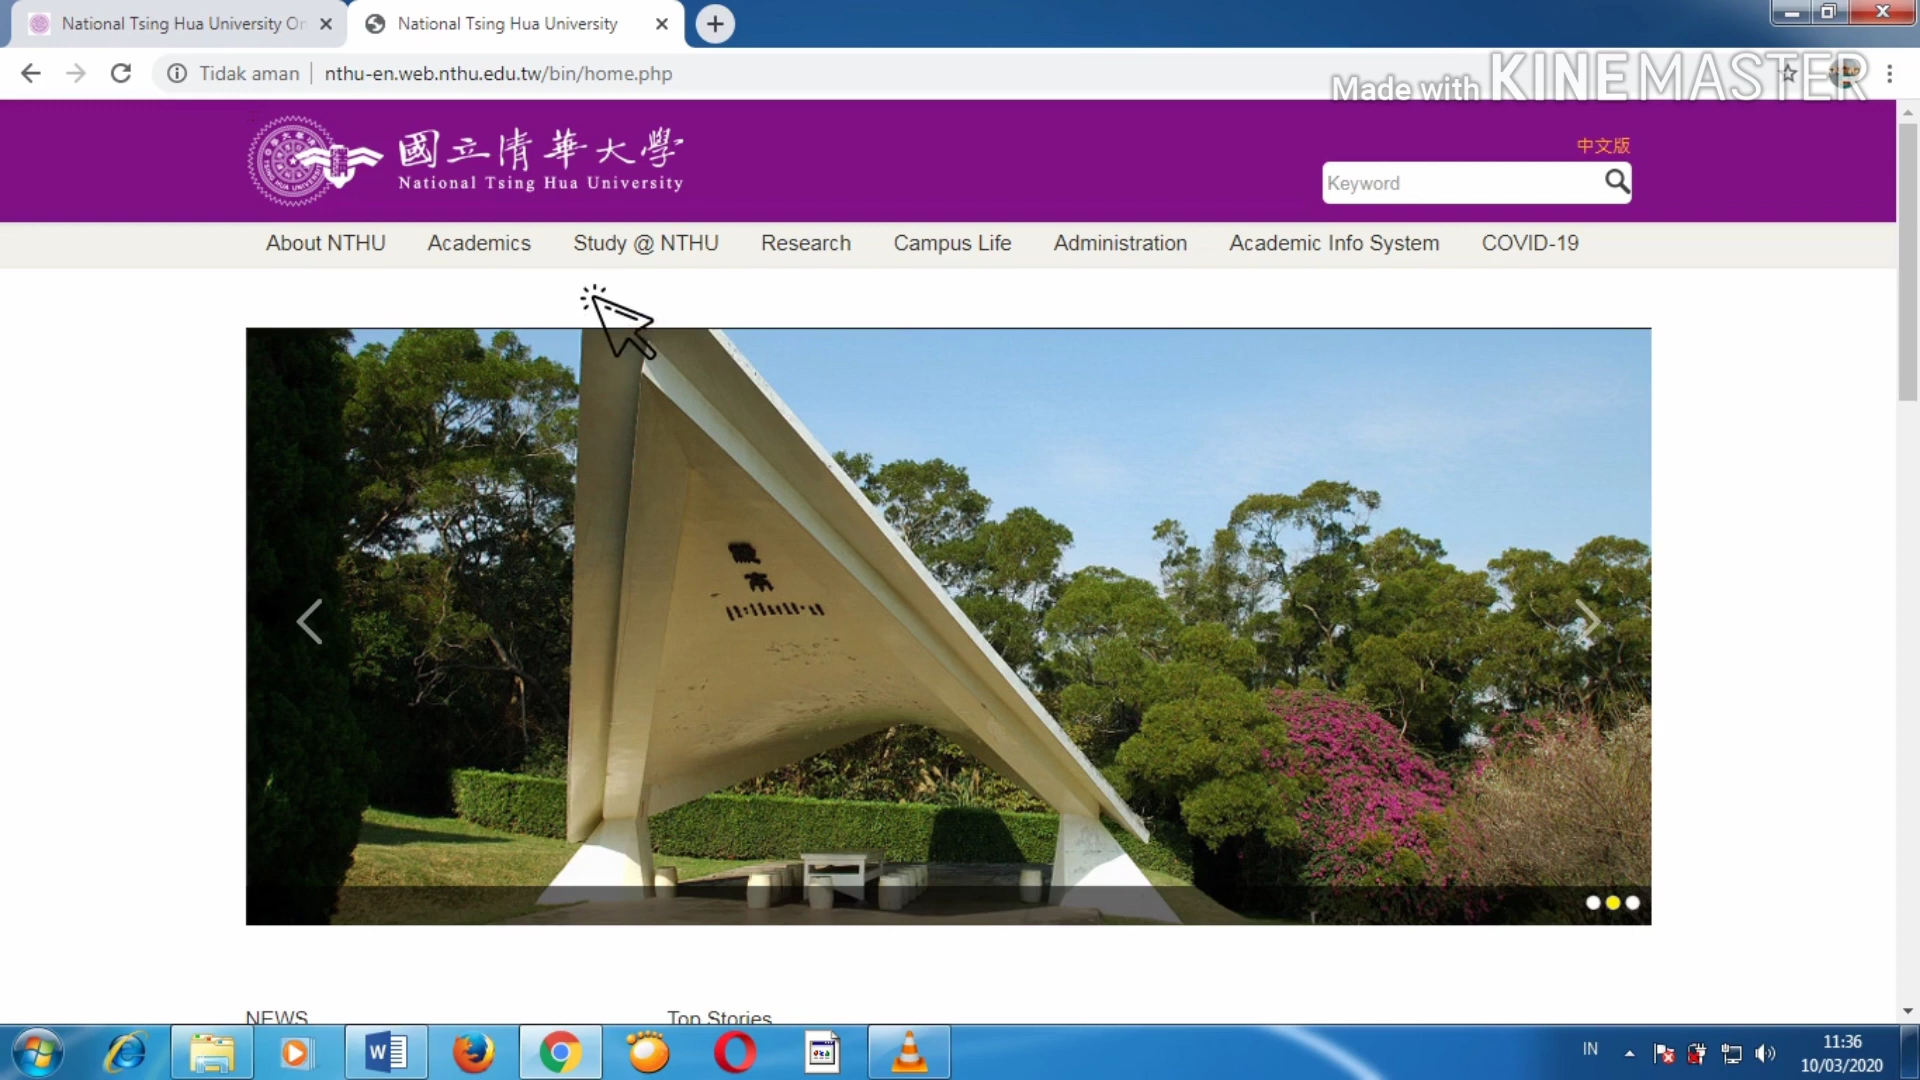 National Tsing Hua University On
National Tsing Hua University
Tidak aman
nthu-en.web.nthu.edu.tw/bin/home.php
Made with KINEMASTER
國立清華大學
National Tsing Hua University
中文版
Keyword
About NTHU
Academics
Study @ NTHU
Research
Campus Life
Administration
Academic Info System
COVID-19
NEWS
Top Stories
IN
11:36
10/03/2020